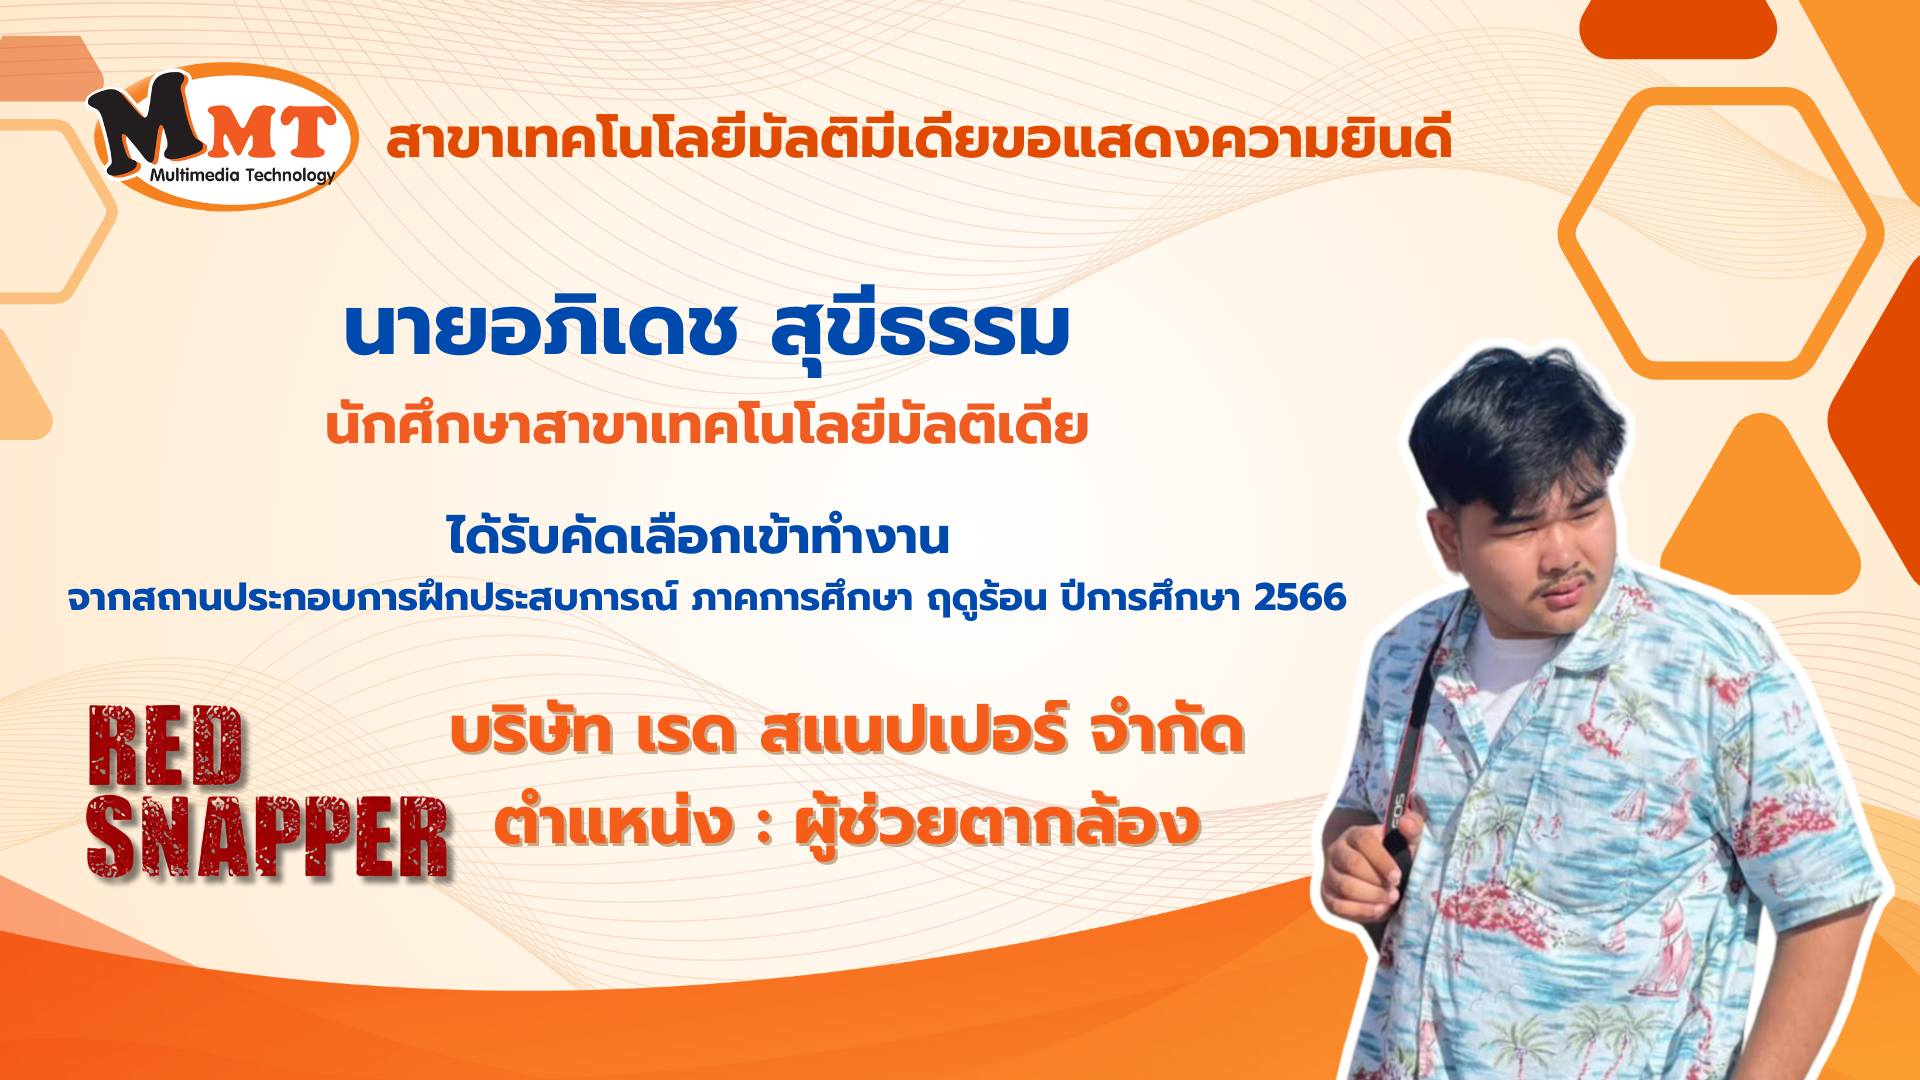 MMT
Multimedia Technology
สาขาเทคโนโลยีมัลติมีเดียขอแสดงความยินดี
นายอภิเดช สุขีธรรม
นักศึกษาสาขาเทคโนโลยีมัลติเดีย
ได้รับคัดเลือกเข้าทำงาน
จากสถานประกอบการฝึกประสบการณ์ ภาคการศึกษา ฤดูร้อน ปีการศึกษา 2566
RED
SNAPPER
บริษัท เรด สแนปเปอร์ จำกัด
ตำแหน่ง : ผู้ช่วยตากล้อง